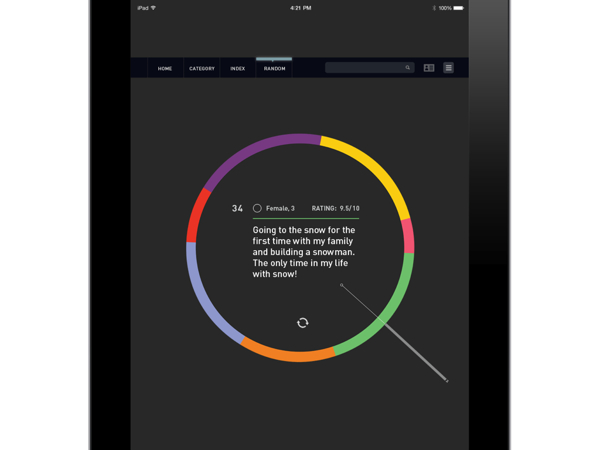 iPad 4:21 PM 100%
HOME CATEGORY INDEX RANDOM
34 Female, 3 RATING: 9.5/10
Going to the snow for the
first time with my family
and building a snowman.
The only time in my life
with snow!